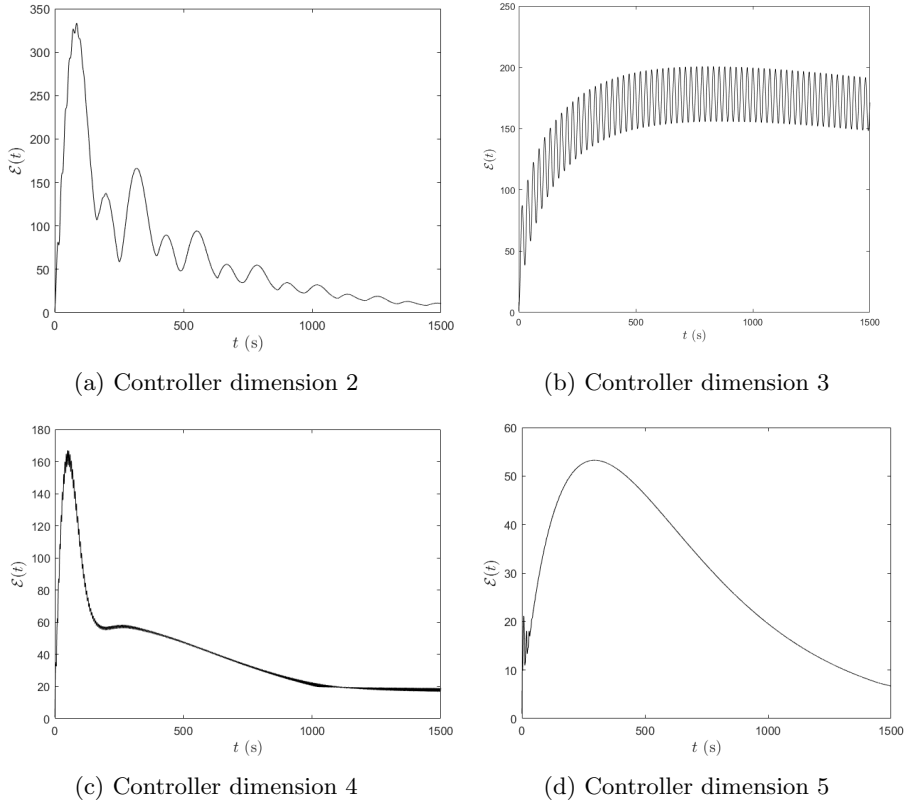 350
300
250
200
150
100
50
0
ℰ(t)
0 500 1000 1500
t (s)
(a) Controller dimension 2
250
200
150
100
50
0
ℰ(t)
0 500 1000 1500
t (s)
(b) Controller dimension 3
180
160
140
120
100
80
60
40
20
0
ℰ(t)
0 500 1000 1500
t (s)
(c) Controller dimension 4
60
50
40
30
20
10
0
ℰ(t)
0 500 1000 1500
t (s)
(d) Controller dimension 5